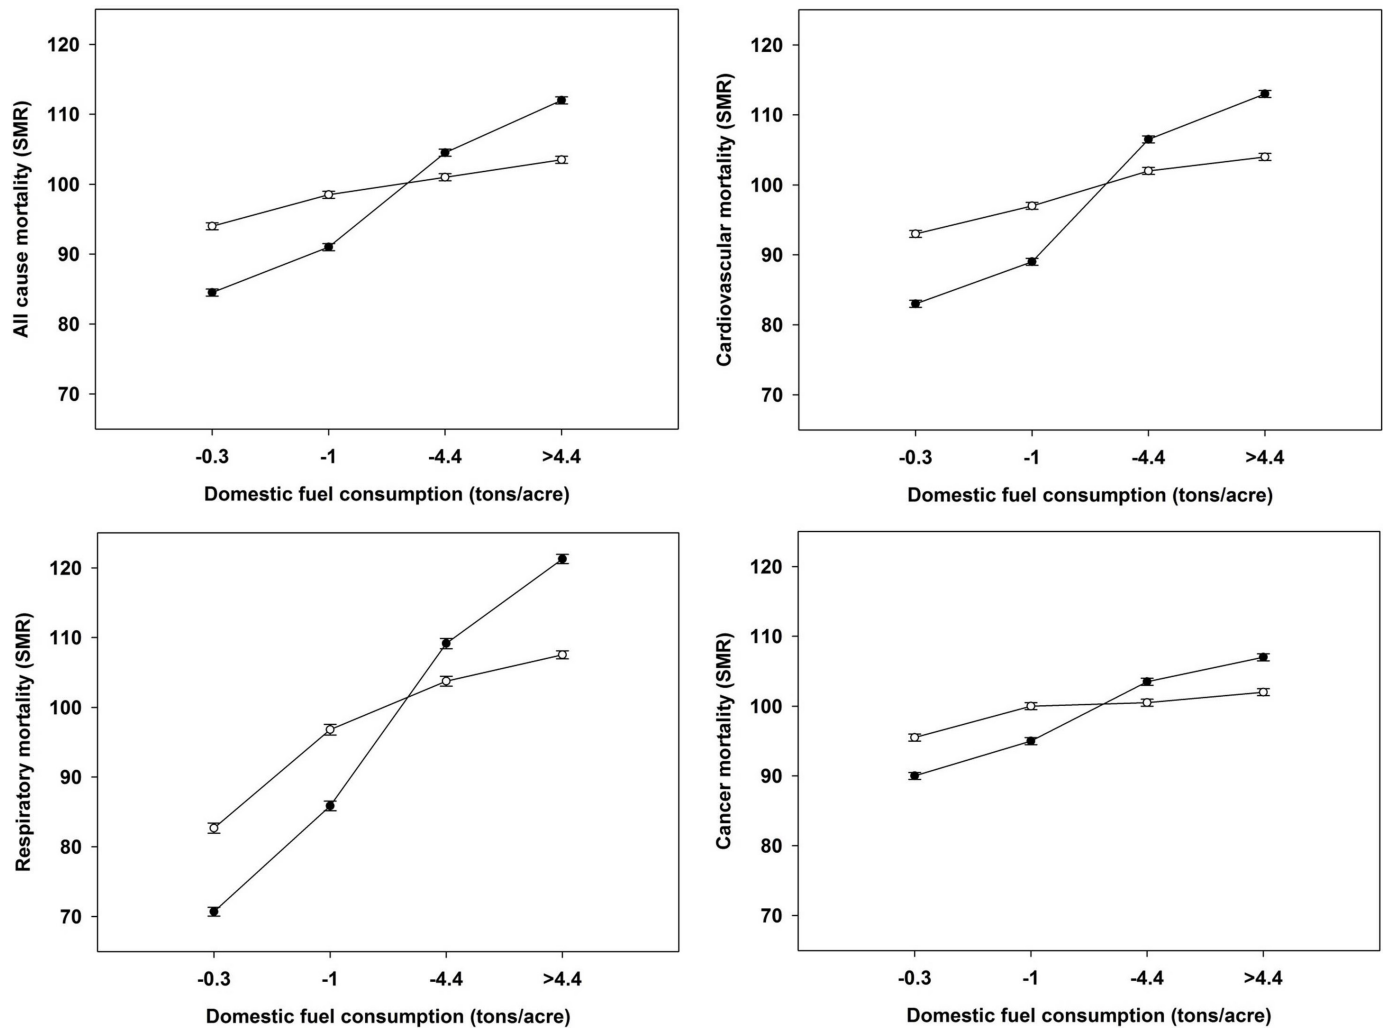 All cause mortality (SMR)
120
110
100
90
80
70
-0.3 -1 -4.4 >4.4
Domestic fuel consumption (tons/acre)
Cardiovascular mortality (SMR)
120
110
100
90
80
70
-0.3 -1 -4.4 >4.4
Domestic fuel consumption (tons/acre)
Respiratory mortality (SMR)
120
110
100
90
80
70
-0.3 -1 -4.4 >4.4
Domestic fuel consumption (tons/acre)
Cancer mortality (SMR)
120
110
100
90
80
70
-0.3 -1 -4.4 >4.4
Domestic fuel consumption (tons/acre)